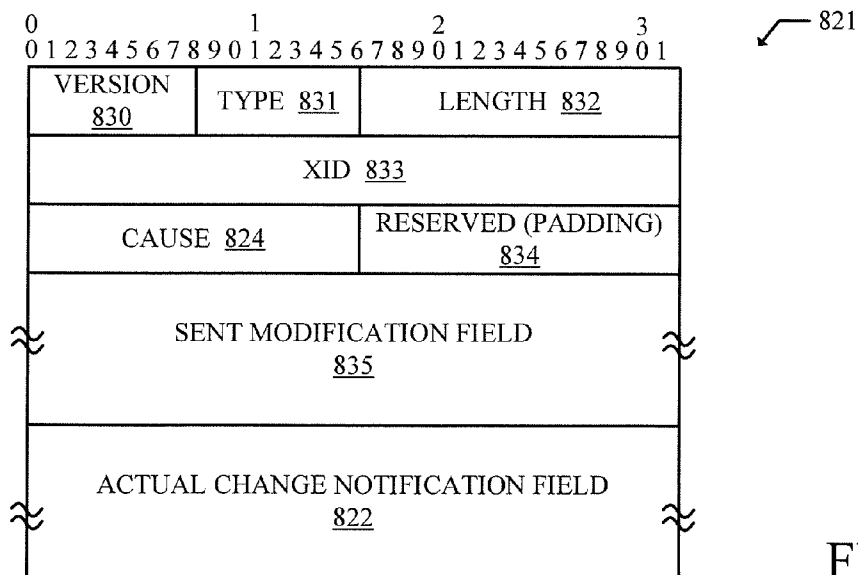 0 1 2 3
0 1 2 3 4 5 6 7 8 9 0 1 2 3 4 5 6 7 8 9 0 1 2 3 4 5 6 7 8 9 0 1
821
VERSION
830
TYPE 831
LENGTH 832
XID 833
CAUSE 824
RESERVED (PADDING)
834
SENT MODIFICATION FIELD
835
ACTUAL CHANGE NOTIFICATION FIELD
822